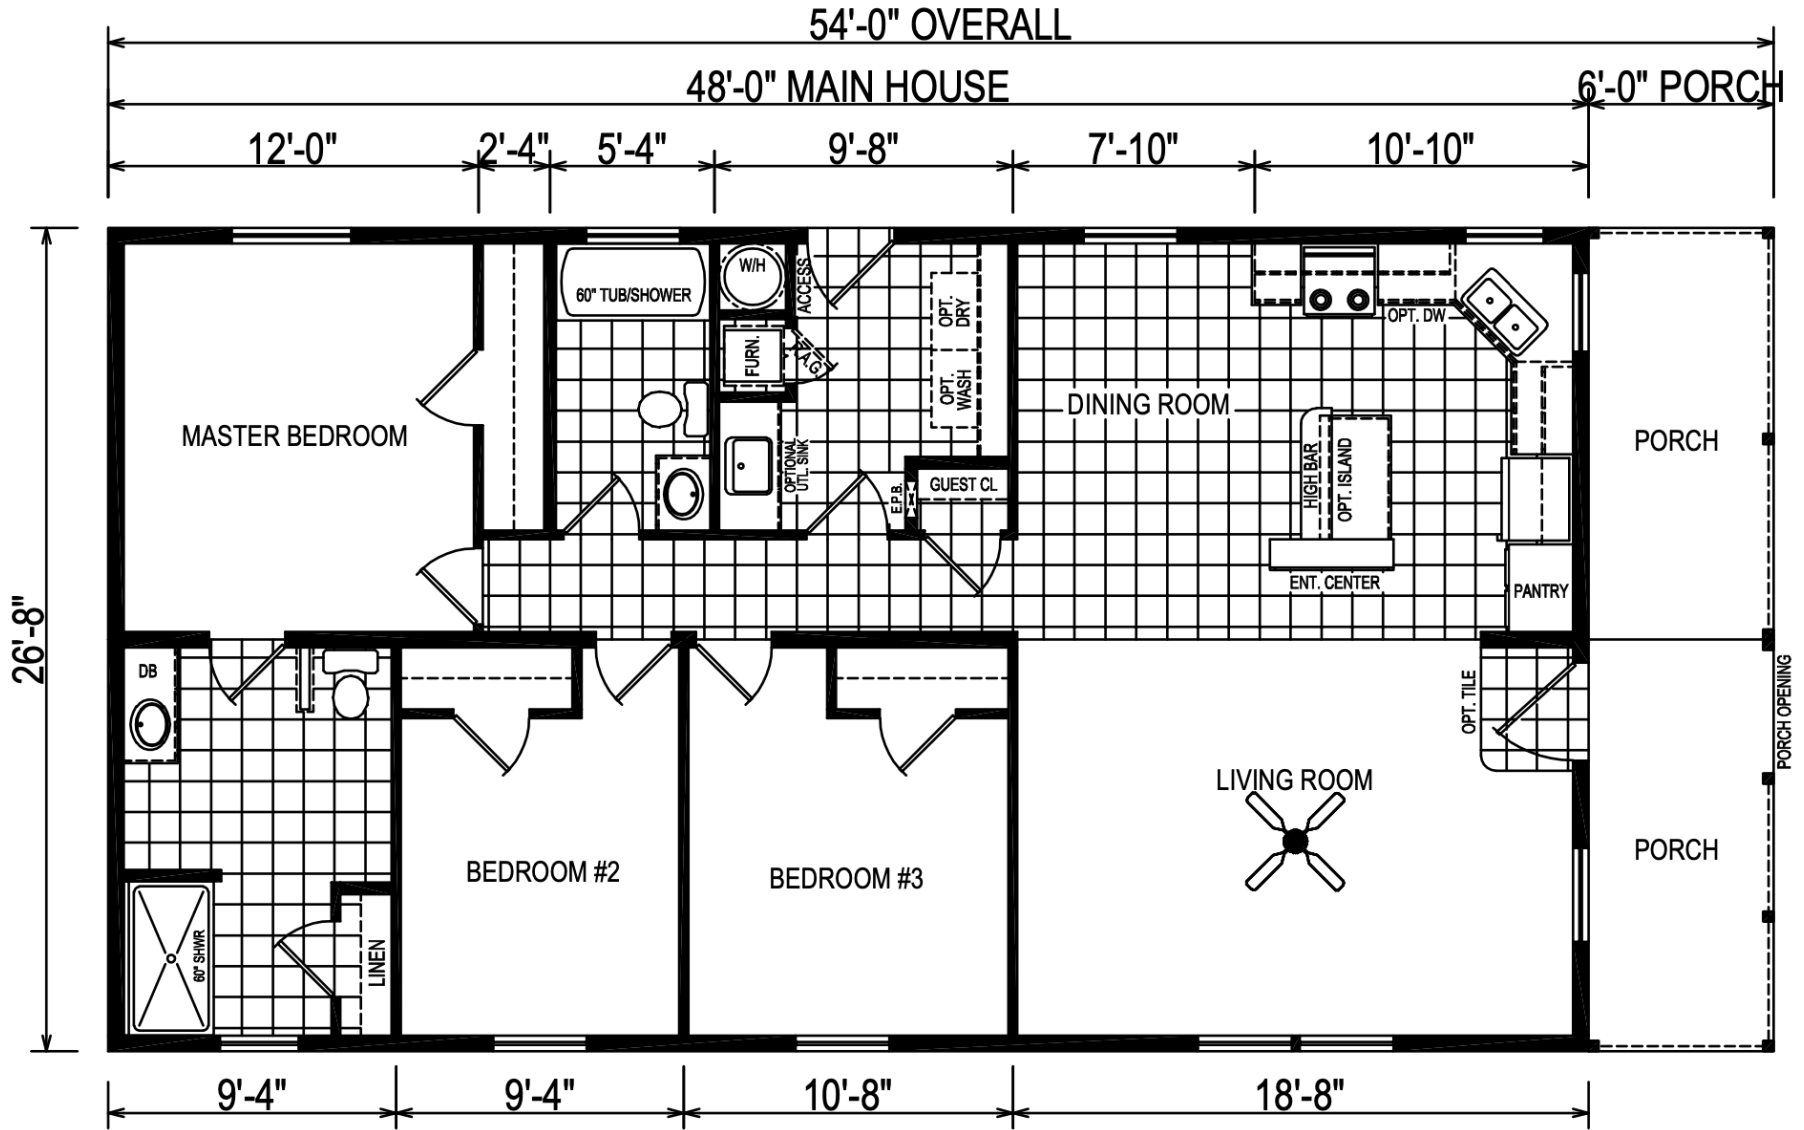 54'-0" OVERALL
48'-0" MAIN HOUSE
6'-0" PORCH
12'-0"
2'-4"
5'-4"
9'-8"
7'-10"
10'-10"
26'-8"
MASTER BEDROOM
60" TUB/SHOWER
W/H
ACCESS
FURN.
R.A.G.
OPT.
DRY
OPT.
WASH
OPTIONAL
UTL. SINK
E.P.B.
GUEST CL
DINING ROOM
OPT. DW
HIGH BAR
OPT. ISLAND
ENT. CENTER
PANTRY
PORCH
DB
60" SHWR
LINEN
BEDROOM #2
BEDROOM #3
LIVING ROOM
OPT. TILE
PORCH
PORCH OPENING
9'-4"
9'-4"
10'-8"
18'-8"